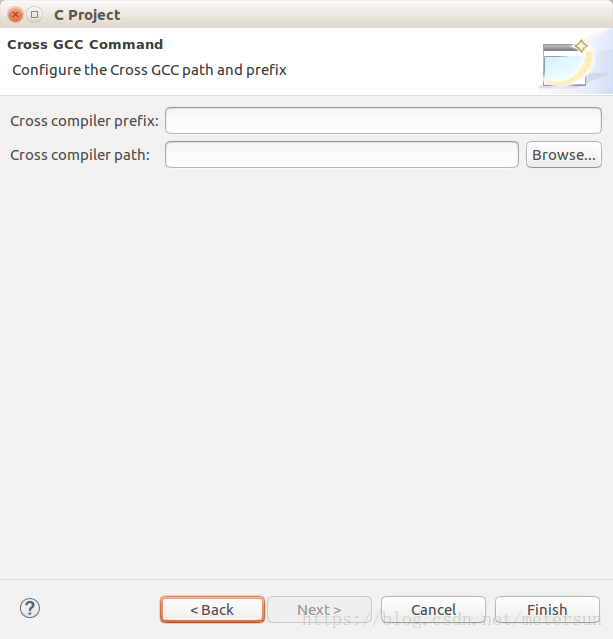 C Project
Cross GCC Command
Configure the Cross GCC path and prefix
Cross compiler prefix:
Cross compiler path:
Browse...
?
< Back
Next >
Cancel
Finish
https://blog.csdn.net/metersun